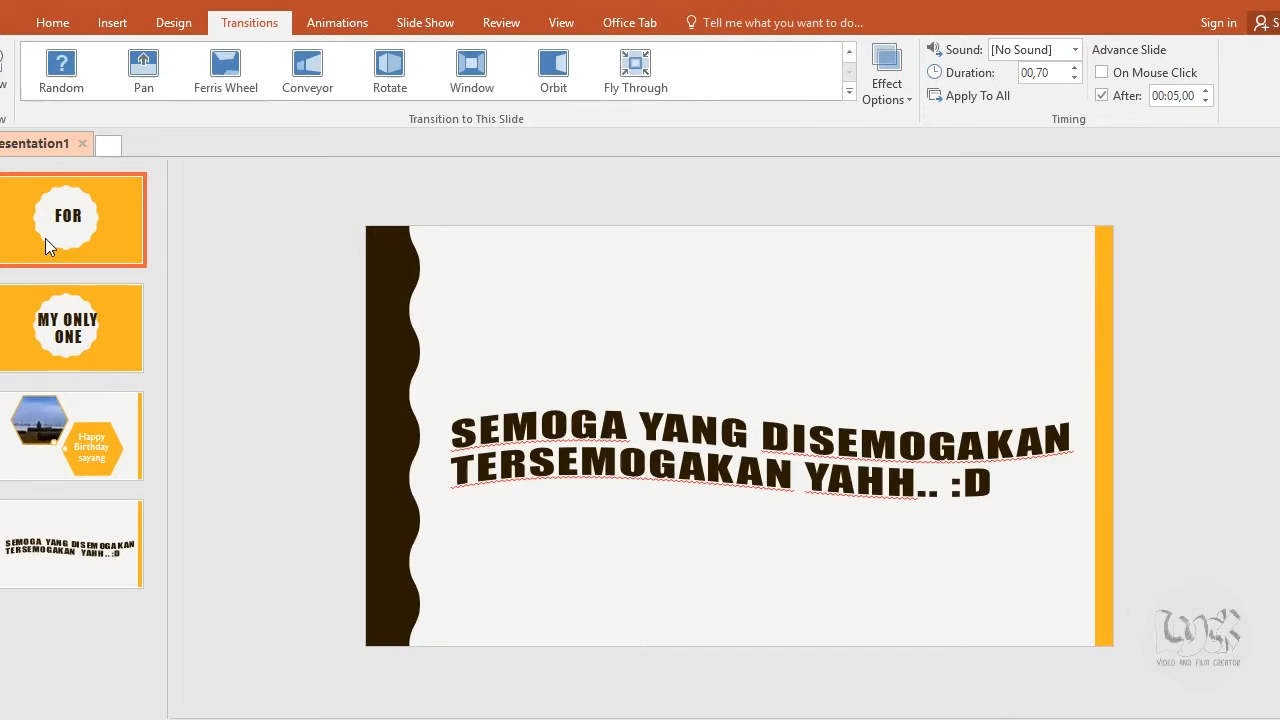 Home Insert Design Transitions Animations Slide Show Review View Office Tab Tell me what you want to do... Sign in
Random Pan Ferris Wheel Conveyor Rotate Window Orbit Fly Through
Effect
Options
Sound: [No Sound]
Duration: 00,70
Apply To All
Advance Slide
On Mouse Click
After: 00:05,00
Transition to This Slide
Timing
esentation1
FOR
MY ONLY
ONE
Happy
Birthday
sayang
SEMOGA YANG DISEMOGAKAN
TERSEMOGAKAN YAHH.. :D
SEMOGA YANG DISEMOGAKAN
TERSEMOGAKAN YAHH.. :D
VIDEO AND FILM CREATOR